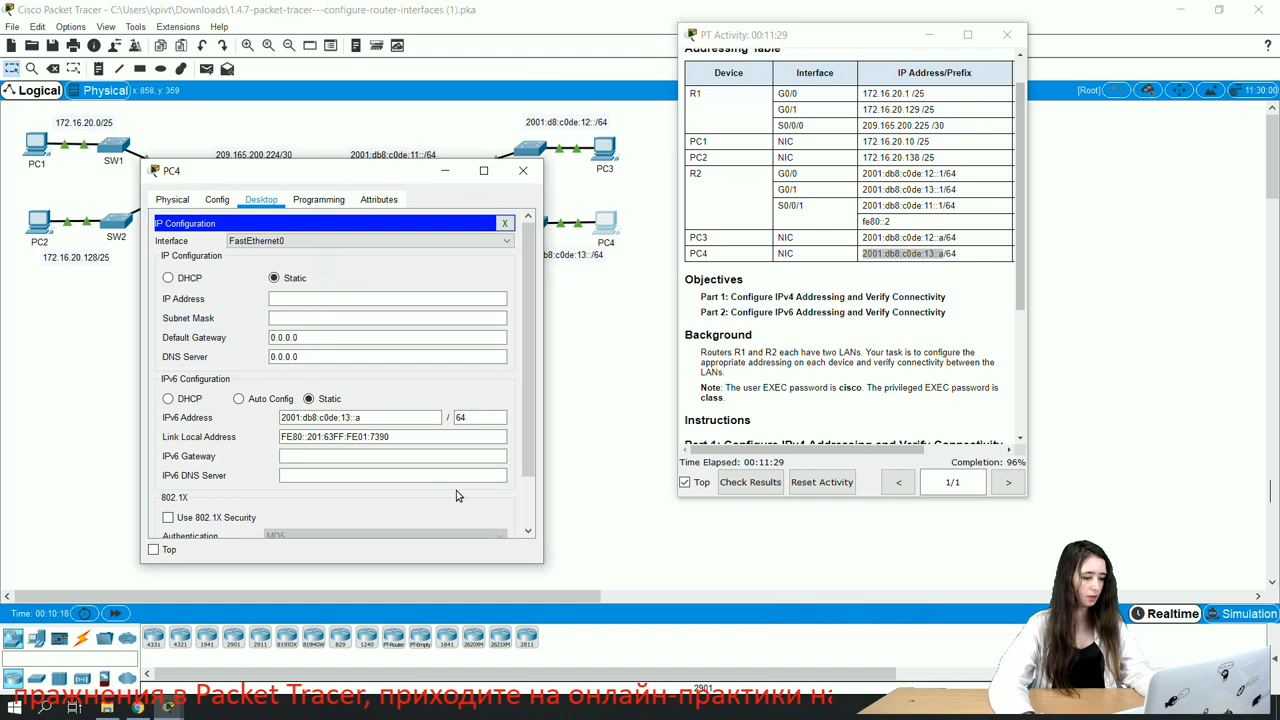 Cisco Packet Tracer - C:\Users\kpivt\Downloads\1.4.7-packet-tracer---configure-router-interfaces (1).pka
File Edit Options View Tools Extensions Help
Logical Physical x: 858, y: 359
[Root] 11:30:00
172.16.20.0/25
PC1
SW1
209.165.200.224/30
2001:db8:c0de:11::/64
2001:d8:c0de:12::/64
PC3
PC2
SW2
172.16.20.128/25
PC4
b8:c0de:13::/64
PC4
Physical Config Desktop Programming Attributes
IP Configuration X
Interface FastEthernet0
IP Configuration
DHCP Static
IP Address
Subnet Mask
Default Gateway 0.0.0.0
DNS Server 0.0.0.0
IPv6 Configuration
DHCP Auto Config Static
IPv6 Address 2001:db8:c0de:13::a / 64
Link Local Address FE80::201:63FF:FE01:7390
IPv6 Gateway
IPv6 DNS Server
802.1X
Use 802.1X Security
Authentication MD5
Top
PT Activity: 00:11:29
Addressing Table
Device Interface IP Address/Prefix
R1 G0/0 172.16.20.1 /25
G0/1 172.16.20.129 /25
S0/0/0 209.165.200.225 /30
PC1 NIC 172.16.20.10 /25
PC2 NIC 172.16.20.138 /25
R2 G0/0 2001:db8:c0de:12::1/64
G0/1 2001:db8:c0de:13::1/64
S0/0/1 2001:db8:c0de:11::1/64
fe80::2
PC3 NIC 2001:db8:c0de:12::a/64
PC4 NIC 2001:db8:c0de:13::a/64
Objectives
Part 1: Configure IPv4 Addressing and Verify Connectivity
Part 2: Configure IPv6 Addressing and Verify Connectivity
Background
Routers R1 and R2 each have two LANs. Your task is to configure the
appropriate addressing on each device and verify connectivity between the
LANs.
Note: The user EXEC password is cisco. The privileged EXEC password is
class.
Instructions
Part 1: Configure IPv4 Addressing and Verify Connectivity
Time Elapsed: 00:11:29 Completion: 96%
Top Check Results Reset Activity < 1/1 >
Time: 00:10:18
Realtime Simulation
4331 4321 1941 2901 2911 819IOX 819HGW 829 1240 PT-Router PT-Empty 1841 2620XM 2621XM 2811
2901
пражнения в Packet Tracer, приходите на онлайн-практики на